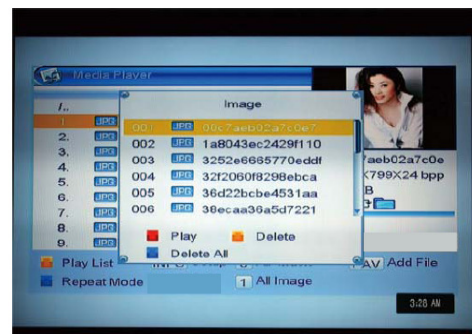 Media Player
/..
1. JPG
2. JPG
3. JPG
4. JPG
5. JPG
6. JPG
7. JPG
8. JPG
9. JPG
Image
001 JPG 00c7aeb02a7c0e7
002 JPG 1a8043ec2429f110
003 JPG 3252e6665770eddf
004 JPG 32f2060f8298ebca
005 JPG 36d22bcbe4531aa
006 JPG 38ecaa36a5d7221
Play Delete
Delete All
7aeb02a7c0e
X799X24 bpp
Play List
AV Add File
Repeat Mode 1 All Image
3:28 AM